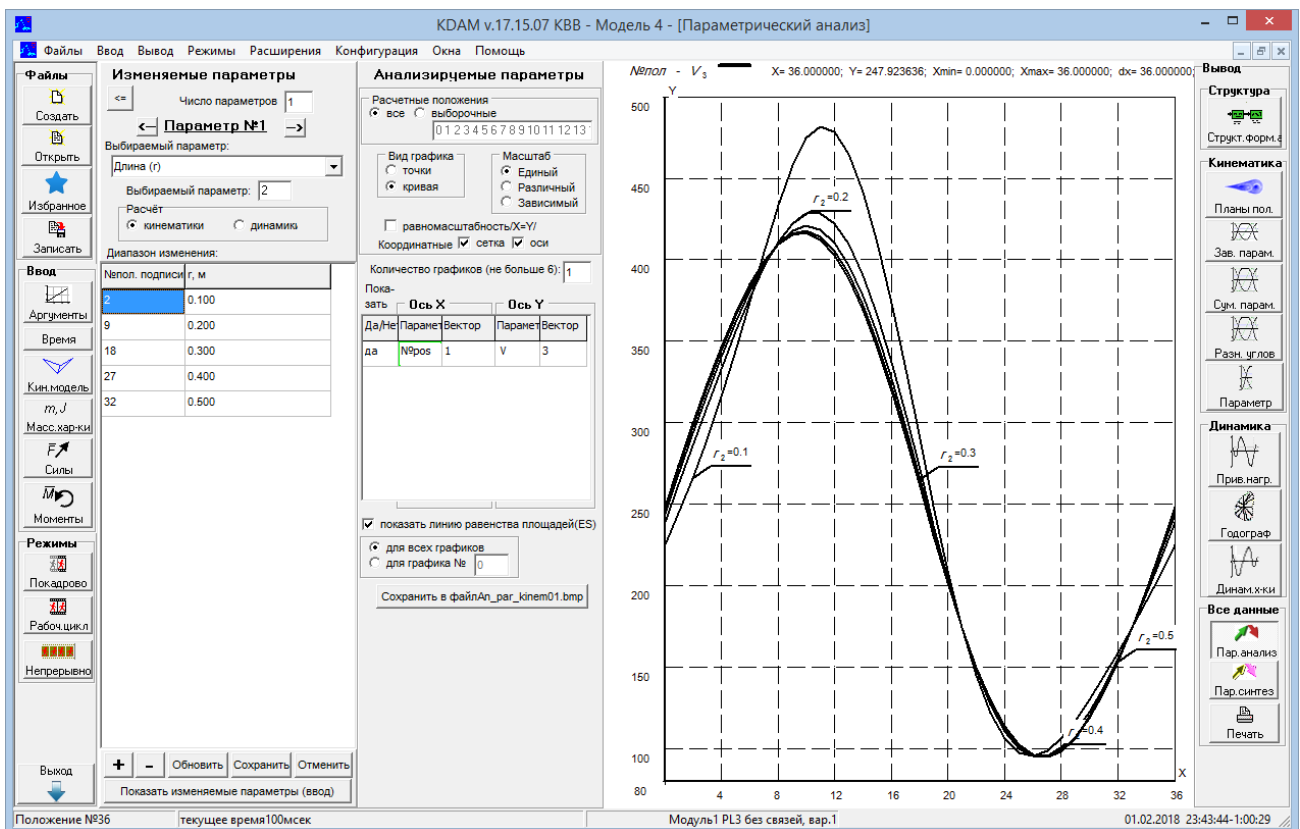 KDAM v.17.15.07 KBB - Модель 4 - [Параметрический анализ]
Файлы Ввод Вывод Режимы Расширения Конфигурация Окна Помощь
Файлы
Создать
Открыть
Избранное
Записать
Ввод
Аргументы
Время
Кин.модель
m, J
Масс.хар-ки
F
Силы
M
Моменты
Режимы
Покадрово
Рабоч.цикл
Непрерывно
Выход
Изменяемые параметры
<=
Число параметров 1
<-- Параметр №1 -->
Выбираемый параметр:
Длина (r)
Выбираемый параметр: 2
Расчёт
кинематики динамики
Диапазон изменения:
№пол. подписи r, м
2 0.100
9 0.200
18 0.300
27 0.400
32 0.500
+ - Обновить Сохранить Отменить
Показать изменяемые параметры (ввод)
Анализируемые параметры
Расчетные положения
все выборочные
0 1 2 3 4 5 6 7 8 9 10 11 12 13
Вид графика
точки
кривая
Масштаб
Единый
Различный
Зависимый
равномасштабность/X=Y/
Координатные сетка оси
Количество графиков (не больше 6): 1
Пока-
зать Ось X Ось Y
Да/Нет Парамет Вектор Парамет Вектор
да №pos 1 V 3
показать линию равенства площадей(ES)
для всех графиков
для графика № 0
Сохранить в файлAn_par_kinem01.bmp
№пол - V₃ X= 36.000000; Y= 247.923636; Xmin= 0.000000; Xmax= 36.000000; dx= 36.000000;
Y
500
450
400
350
300
250
200
150
100
80
r₂=0.2
r₂=0.1
r₂=0.3
r₂=0.5
r₂=0.4
X
4 8 12 16 20 24 28 32 36
Вывод
Структура
Структ.форм.
Кинематика
Планы пол.
Зав. парам.
Сум. парам.
Разн. углов
Параметр
Динамика
Прив.нагр.
Годограф
Динам.х-ки
Все данные
Пар.анализ
Пар.синтез
Печать
Положение №36 текущее время100мсек Модуль1 PL3 без связей, вар.1 01.02.2018 23:43:44-1:00:29